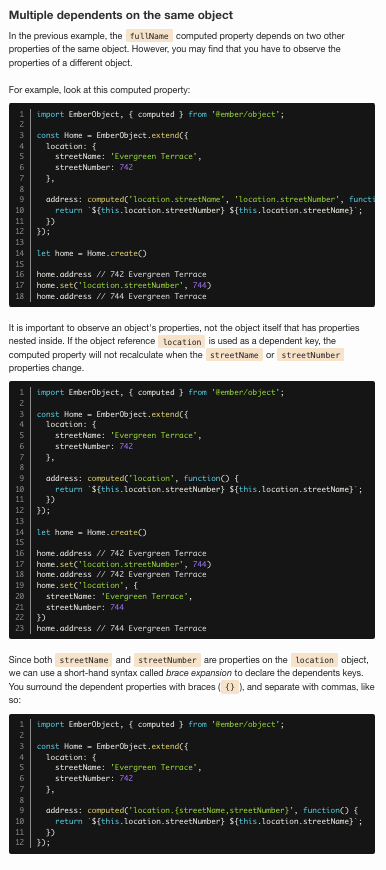 Multiple dependents on the same object
In the previous example, the fullName computed property depends on two other
properties of the same object. However, you may find that you have to observe the
properties of a different object.
For example, look at this computed property:
1 import EmberObject, { computed } from '@ember/object';
2
3 const Home = EmberObject.extend({
4 location: {
5 streetName: 'Evergreen Terrace',
6 streetNumber: 742
7 },
8
9 address: computed('location.streetName', 'location.streetNumber', functi
10 return `${this.location.streetNumber} ${this.location.streetName}`;
11 })
12 });
13
14 let home = Home.create()
15
16 home.address // 742 Evergreen Terrace
17 home.set('location.streetNumber', 744)
18 home.address // 744 Evergreen Terrace
It is important to observe an object's properties, not the object itself that has properties
nested inside. If the object reference location is used as a dependent key, the
computed property will not recalculate when the streetName or streetNumber
properties change.
1 import EmberObject, { computed } from '@ember/object';
2
3 const Home = EmberObject.extend({
4 location: {
5 streetName: 'Evergreen Terrace',
6 streetNumber: 742
7 },
8
9 address: computed('location', function() {
10 return `${this.location.streetNumber} ${this.location.streetName}`;
11 })
12 });
13
14 let home = Home.create()
15
16 home.address // 742 Evergreen Terrace
17 home.set('location.streetNumber', 744)
18 home.address // 742 Evergreen Terrace
19 home.set('location', {
20 streetName: 'Evergreen Terrace',
21 streetNumber: 744
22 })
23 home.address // 744 Evergreen Terrace
Since both streetName and streetNumber are properties on the location object,
we can use a short-hand syntax called brace expansion to declare the dependents keys.
You surround the dependent properties with braces ( {} ), and separate with commas, like
so:
1 import EmberObject, { computed } from '@ember/object';
2
3 const Home = EmberObject.extend({
4 location: {
5 streetName: 'Evergreen Terrace',
6 streetNumber: 742
7 },
8
9 address: computed('location.{streetName,streetNumber}', function() {
10 return `${this.location.streetNumber} ${this.location.streetName}`;
11 })
12 });